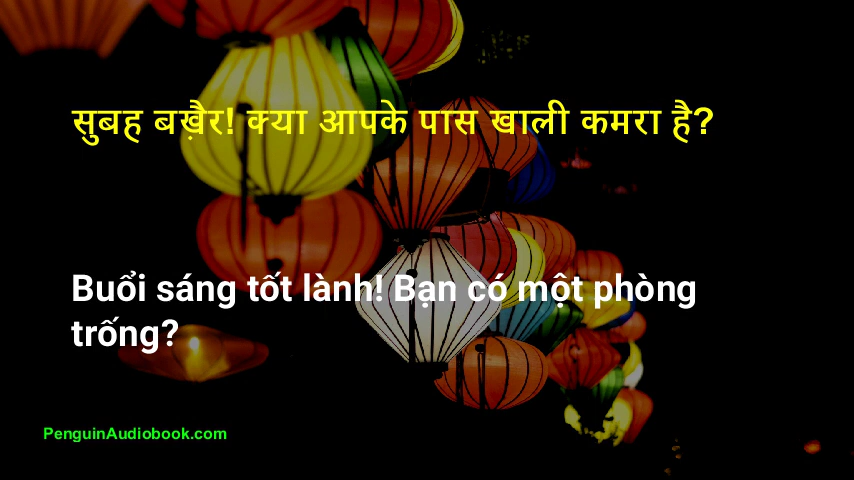 सुबह बख़ैर! क्या आपके पास खाली कमरा है?
Buổi sáng tốt lành! Bạn có một phòng
trống?
PenguinAudiobook.com